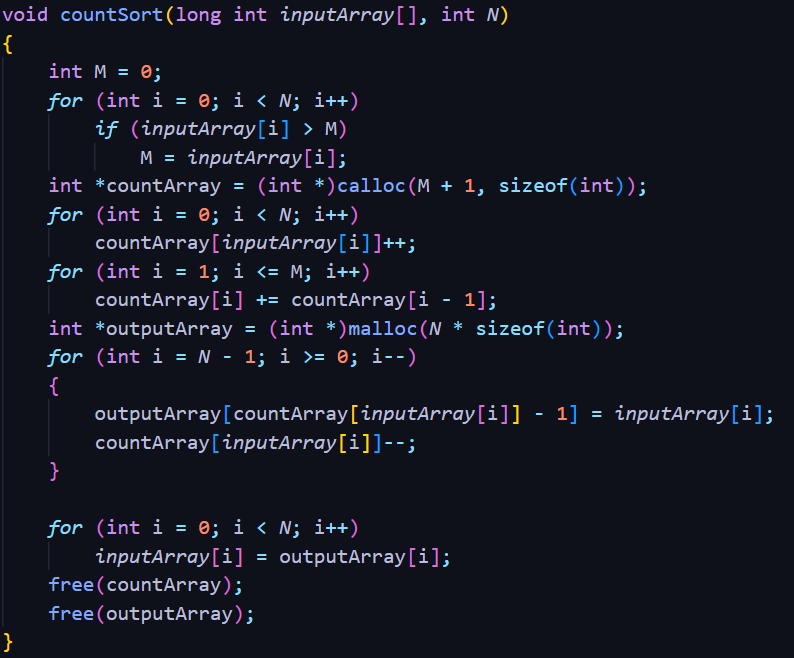 void countSort(long int inputArray[], int N)
{
    int M = 0;
    for (int i = 0; i < N; i++)
        if (inputArray[i] > M)
            M = inputArray[i];
    int *countArray = (int *)calloc(M + 1, sizeof(int));
    for (int i = 0; i < N; i++)
        countArray[inputArray[i]]++;
    for (int i = 1; i <= M; i++)
        countArray[i] += countArray[i - 1];
    int *outputArray = (int *)malloc(N * sizeof(int));
    for (int i = N - 1; i >= 0; i--)
    {
        outputArray[countArray[inputArray[i]] - 1] = inputArray[i];
        countArray[inputArray[i]]--;
    }

    for (int i = 0; i < N; i++)
        inputArray[i] = outputArray[i];
    free(countArray);
    free(outputArray);
}